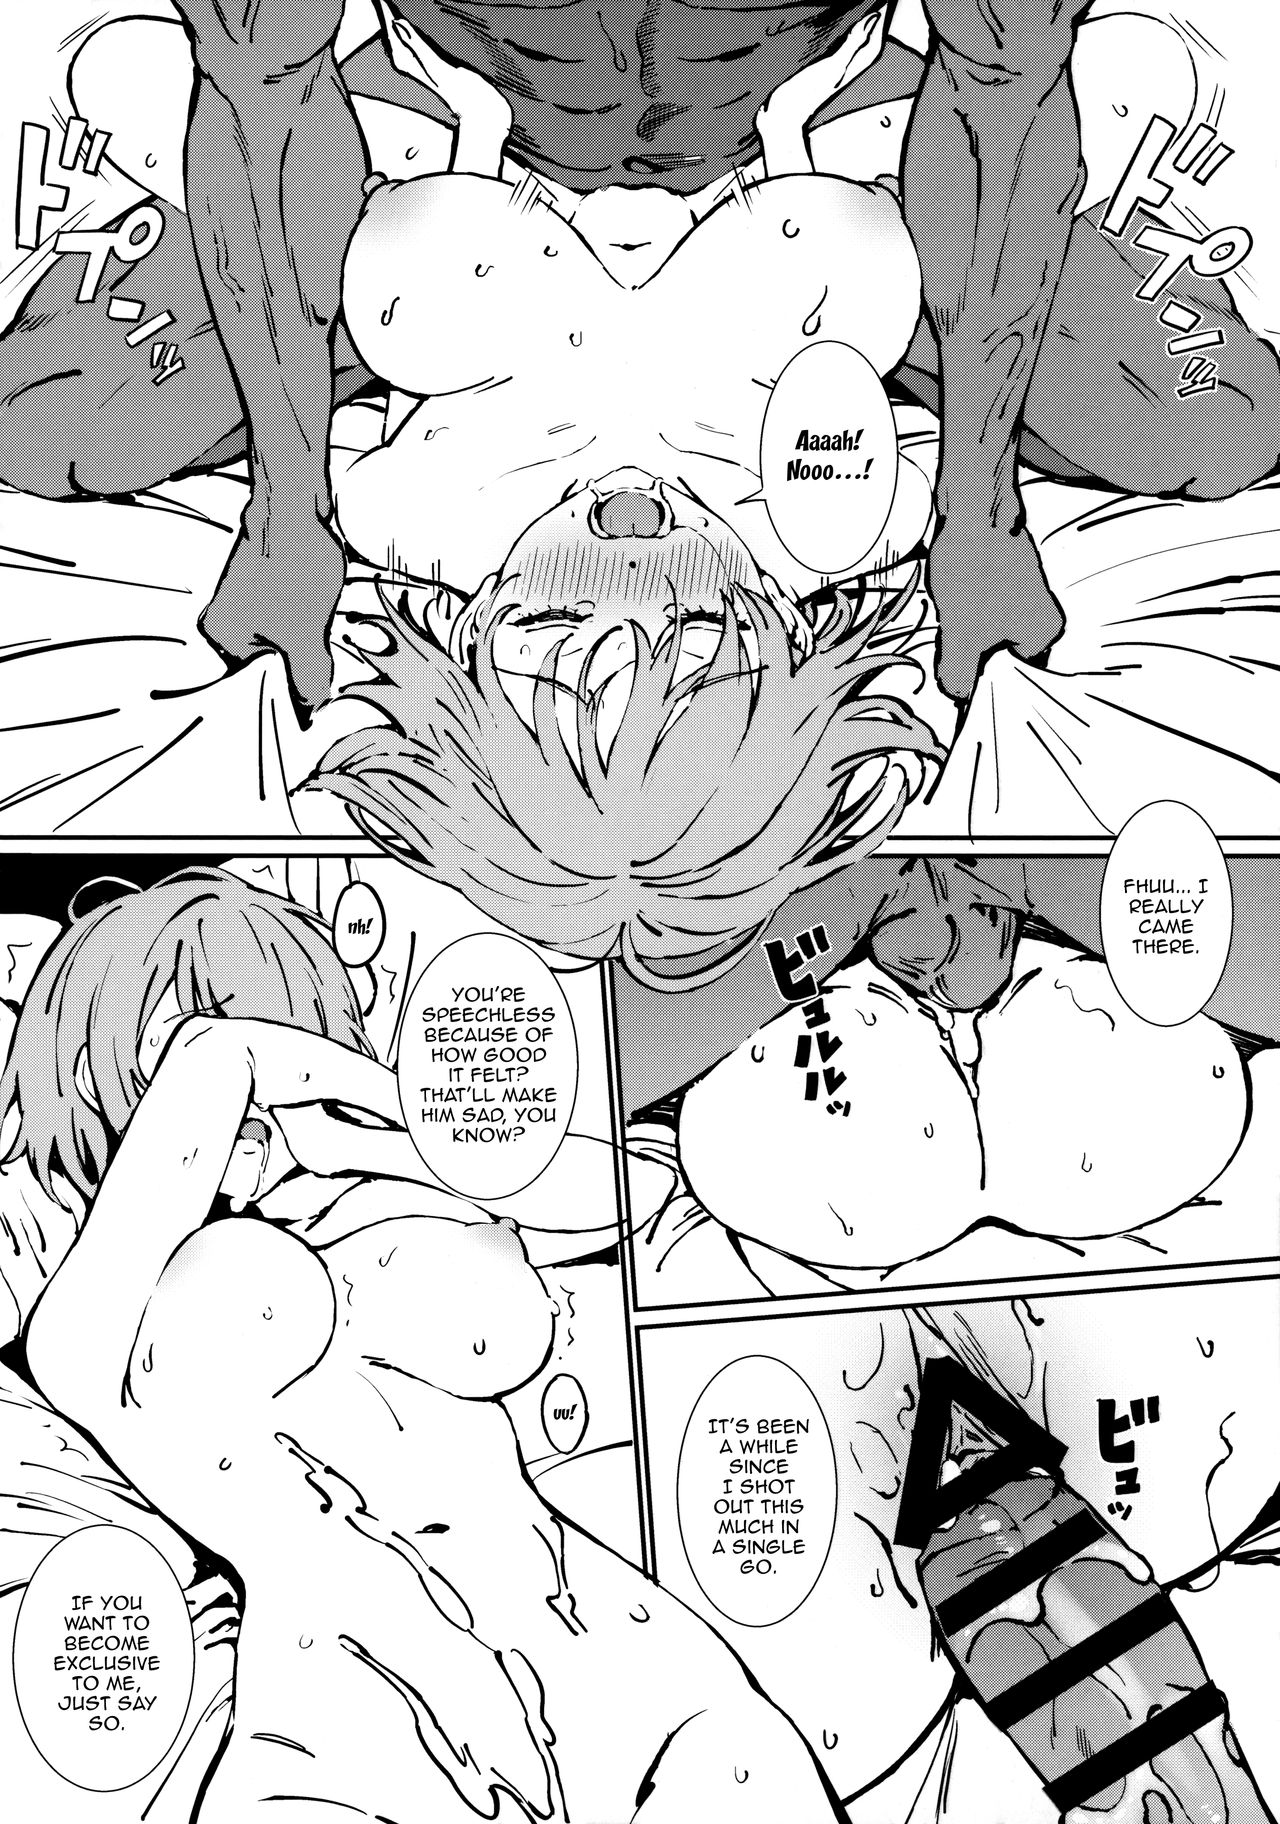 ドパンッ
ドパンッ
Aaaah!
Nooo...!
FHUU... I
REALLY
CAME
THERE.
ビュルルルッ
IT'S BEEN
A WHILE
SINCE
I SHOT
OUT THIS
MUCH IN
A SINGLE
GO.
ビュッ
nh!
YOU'RE
SPEECHLESS
BECAUSE OF
HOW GOOD
IT FELT?
THAT'LL MAKE
HIM SAD, YOU
KNOW?
uu!
IF YOU
WANT TO
BECOME
EXCLUSIVE
TO ME,
JUST SAY
SO.